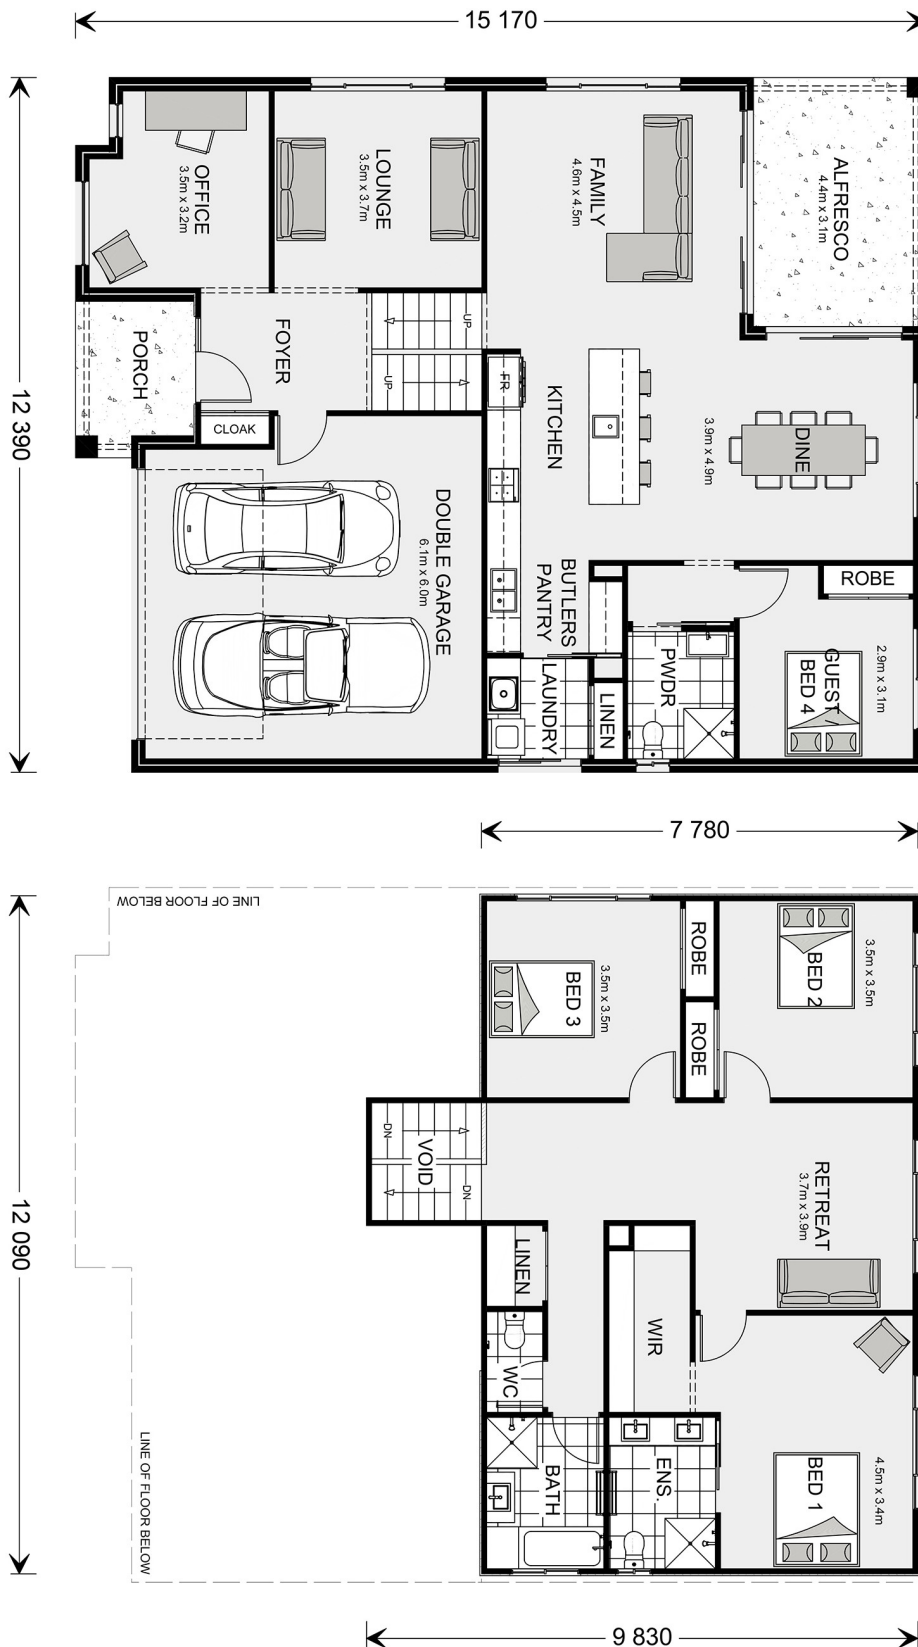 15 170
OFFICE
3.5m x 3.2m
LOUNGE
3.5m x 3.7m
FAMILY
4.6m x 4.5m
ALFRESCO
4.4m x 3.1m
12 390
PORCH
FOYER
UP
UP
CLOAK
FR
KITCHEN
3.9m x 4.9m
DINE
DOUBLE GARAGE
6.1m x 6.0m
BUTLERS
PANTRY
ROBE
LAUNDRY
LINEN
PWDR
GUEST /
BED 4
2.9m x 3.1m
7 780
LINE OF FLOOR BELOW
BED 3
3.5m x 3.5m
ROBE
ROBE
BED 2
3.5m x 3.5m
12 090
DN
VOID
DN
RETREAT
3.7m x 3.9m
LINEN
WIR
WC
BATH
ENS.
BED 1
4.5m x 3.4m
LINE OF FLOOR BELOW
9 830